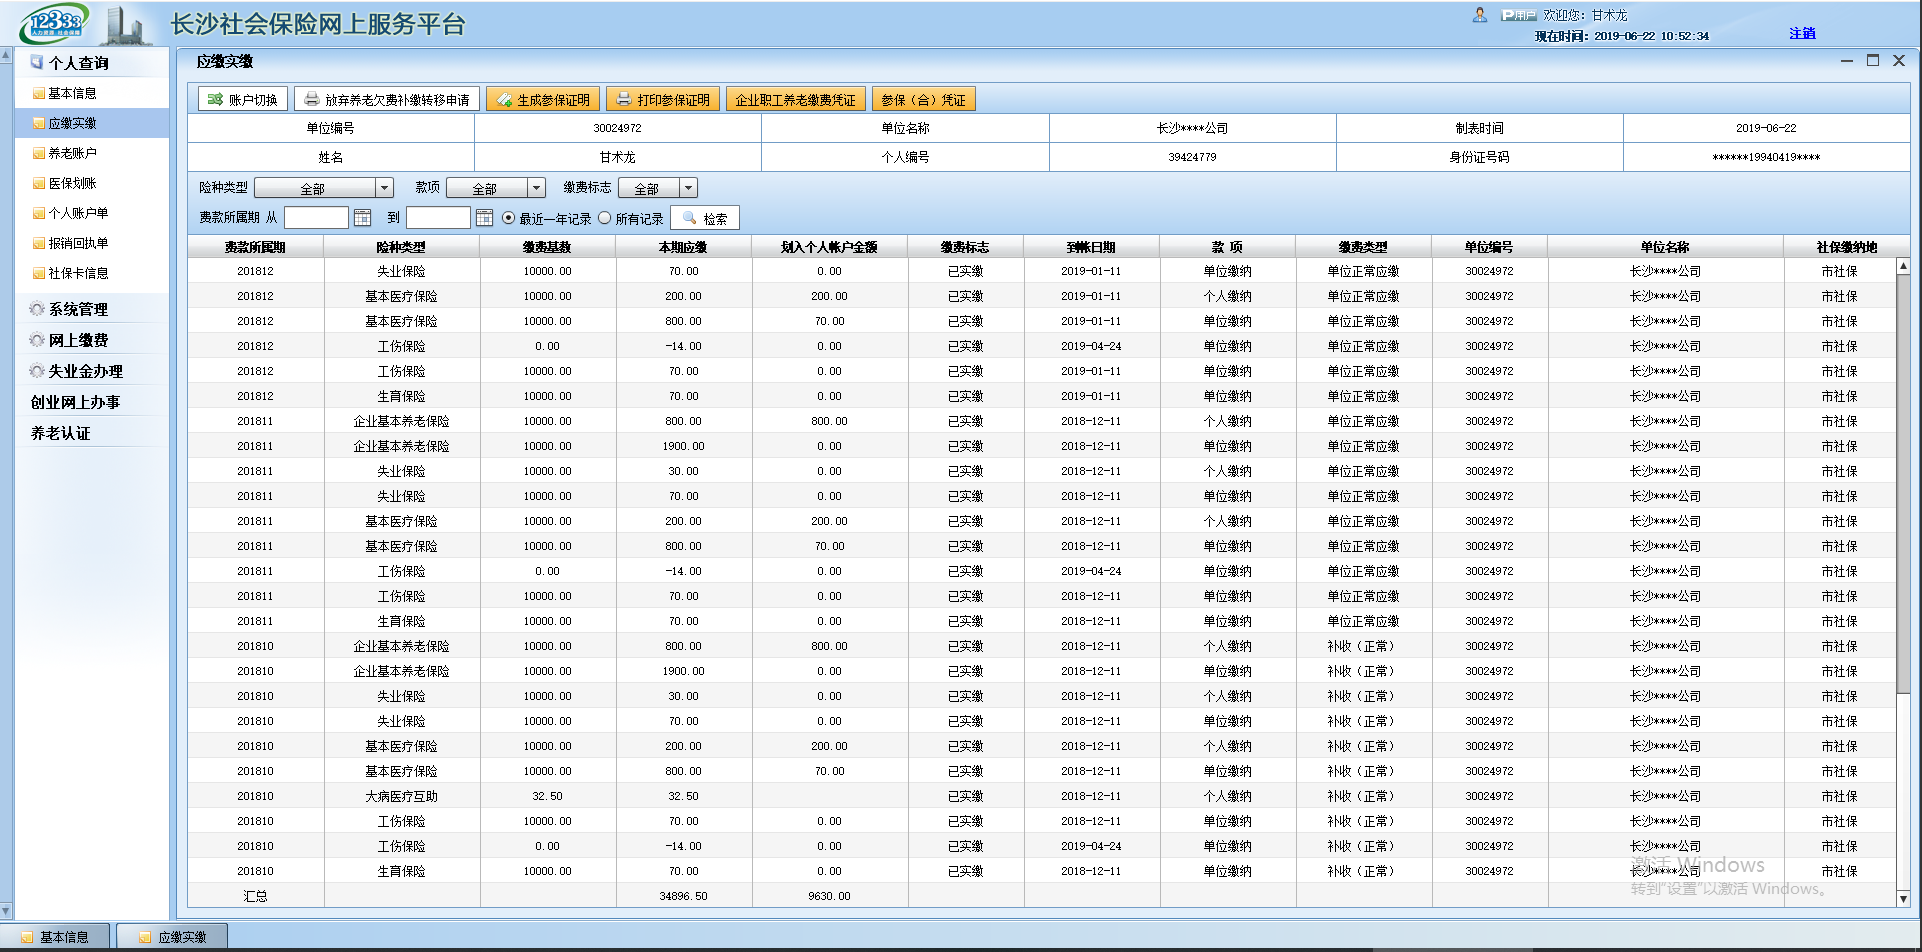 12333
人力资源 社会保障
长沙社会保险网上服务平台
P用户 欢迎您：甘术龙
现在时间：2019-06-22 10:52:34
注销
个人查询
基本信息
应缴实缴
养老账户
医保划账
个人账户单
报销回执单
社保卡信息
系统管理
网上缴费
失业金办理
创业网上办事
养老认证
应缴实缴
账户切换 放弃养老欠费补缴转移申请 生成参保证明 打印参保证明 企业职工养老缴费凭证 参保（合）凭证
单位编号 30024972 单位名称 长沙****公司 制表时间 2019-06-22
姓名 甘术龙 个人编号 39424779 身份证号码 ******19940419****
险种类型 全部 款项 全部 缴费标志 全部
费款所属期 从 到 最近一年记录 所有记录 检索
费款所属期 险种类型 缴费基数 本期应缴 划入个人帐户金额 缴费标志 到帐日期 款 项 缴费类型 单位编号 单位名称 社保缴纳地
201812 失业保险 10000.00 70.00 0.00 已实缴 2019-01-11 单位缴纳 单位正常应缴 30024972 长沙****公司 市社保
201812 基本医疗保险 10000.00 200.00 200.00 已实缴 2019-01-11 个人缴纳 单位正常应缴 30024972 长沙****公司 市社保
201812 基本医疗保险 10000.00 800.00 70.00 已实缴 2019-01-11 单位缴纳 单位正常应缴 30024972 长沙****公司 市社保
201812 工伤保险 0.00 -14.00 0.00 已实缴 2019-04-24 单位缴纳 单位正常应缴 30024972 长沙****公司 市社保
201812 工伤保险 10000.00 70.00 0.00 已实缴 2019-01-11 单位缴纳 单位正常应缴 30024972 长沙****公司 市社保
201812 生育保险 10000.00 70.00 0.00 已实缴 2019-01-11 单位缴纳 单位正常应缴 30024972 长沙****公司 市社保
201811 企业基本养老保险 10000.00 800.00 800.00 已实缴 2018-12-11 个人缴纳 单位正常应缴 30024972 长沙****公司 市社保
201811 企业基本养老保险 10000.00 1900.00 0.00 已实缴 2018-12-11 单位缴纳 单位正常应缴 30024972 长沙****公司 市社保
201811 失业保险 10000.00 30.00 0.00 已实缴 2018-12-11 个人缴纳 单位正常应缴 30024972 长沙****公司 市社保
201811 失业保险 10000.00 70.00 0.00 已实缴 2018-12-11 单位缴纳 单位正常应缴 30024972 长沙****公司 市社保
201811 基本医疗保险 10000.00 200.00 200.00 已实缴 2018-12-11 个人缴纳 单位正常应缴 30024972 长沙****公司 市社保
201811 基本医疗保险 10000.00 800.00 70.00 已实缴 2018-12-11 单位缴纳 单位正常应缴 30024972 长沙****公司 市社保
201811 工伤保险 0.00 -14.00 0.00 已实缴 2019-04-24 单位缴纳 单位正常应缴 30024972 长沙****公司 市社保
201811 工伤保险 10000.00 70.00 0.00 已实缴 2018-12-11 单位缴纳 单位正常应缴 30024972 长沙****公司 市社保
201811 生育保险 10000.00 70.00 0.00 已实缴 2018-12-11 单位缴纳 单位正常应缴 30024972 长沙****公司 市社保
201810 企业基本养老保险 10000.00 800.00 800.00 已实缴 2018-12-11 个人缴纳 补收（正常） 30024972 长沙****公司 市社保
201810 企业基本养老保险 10000.00 1900.00 0.00 已实缴 2018-12-11 单位缴纳 补收（正常） 30024972 长沙****公司 市社保
201810 失业保险 10000.00 30.00 0.00 已实缴 2018-12-11 个人缴纳 补收（正常） 30024972 长沙****公司 市社保
201810 失业保险 10000.00 70.00 0.00 已实缴 2018-12-11 单位缴纳 补收（正常） 30024972 长沙****公司 市社保
201810 基本医疗保险 10000.00 200.00 200.00 已实缴 2018-12-11 个人缴纳 补收（正常） 30024972 长沙****公司 市社保
201810 基本医疗保险 10000.00 800.00 70.00 已实缴 2018-12-11 单位缴纳 补收（正常） 30024972 长沙****公司 市社保
201810 大病医疗互助 32.50 32.50 已实缴 2018-12-11 个人缴纳 补收（正常） 30024972 长沙****公司 市社保
201810 工伤保险 10000.00 70.00 0.00 已实缴 2018-12-11 单位缴纳 补收（正常） 30024972 长沙****公司 市社保
201810 工伤保险 0.00 -14.00 0.00 已实缴 2019-04-24 单位缴纳 补收（正常） 30024972 长沙****公司 市社保
201810 生育保险 10000.00 70.00 0.00 已实缴 2018-12-11 单位缴纳 补收（正常） 30024972 长沙****公司 市社保
汇总 34896.50 9630.00
激活 Windows
转到“设置”以激活 Windows。
基本信息 应缴实缴